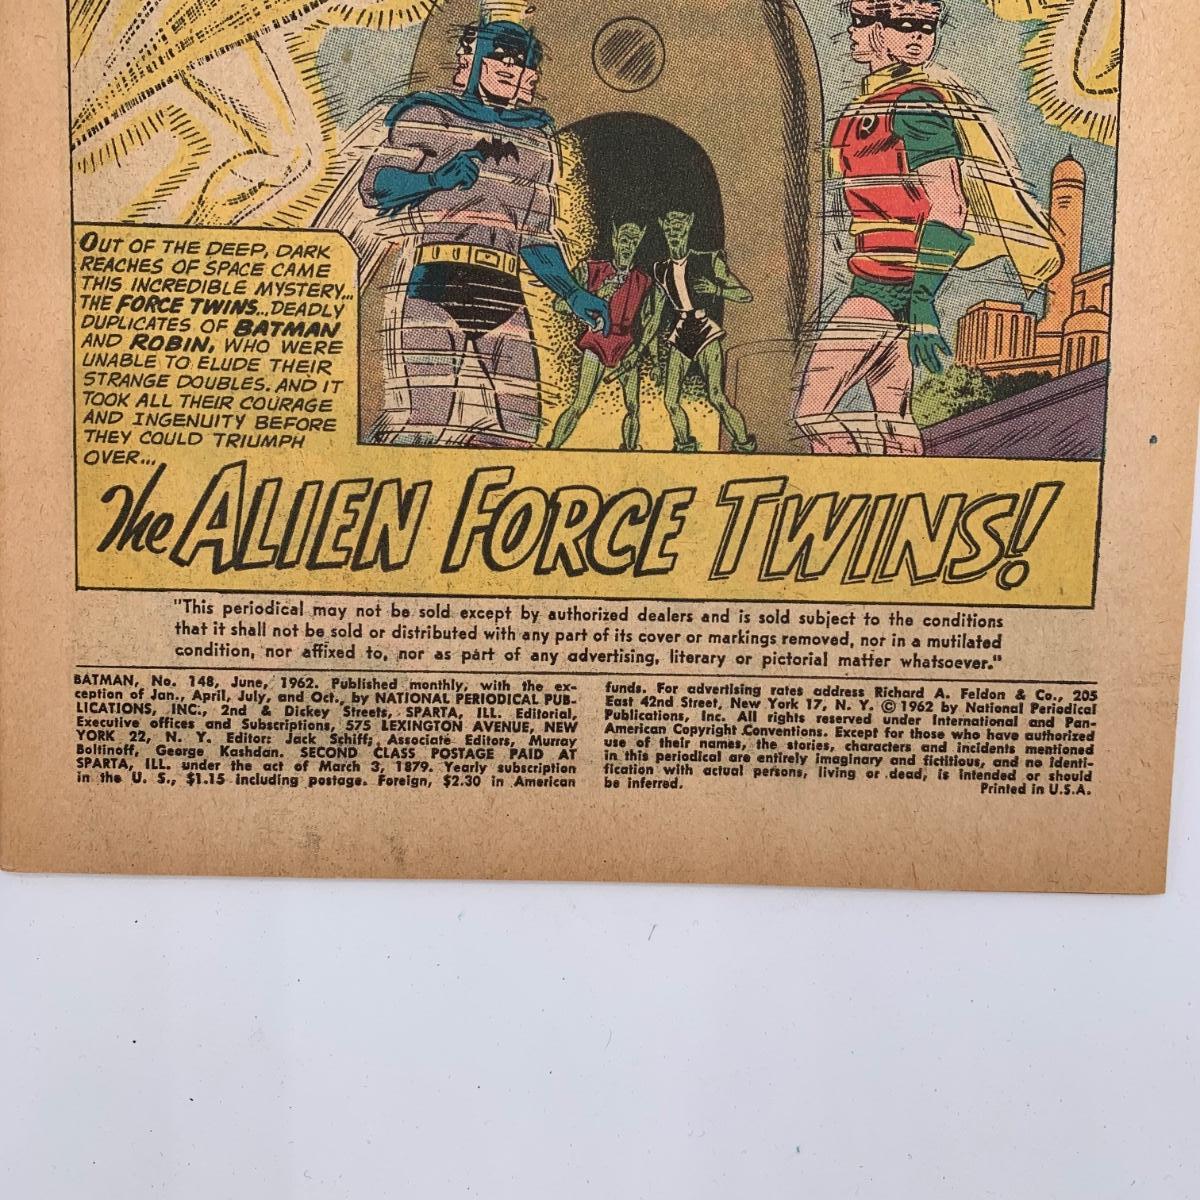 OUT OF THE DEEP, DARK
REACHES OF SPACE CAME
THIS INCREDIBLE MYSTERY...
THE FORCE TWINS...DEADLY
DUPLICATES OF BATMAN
AND ROBIN, WHO WERE
UNABLE TO ELUDE THEIR
STRANGE DOUBLES. AND IT
TOOK ALL THEIR COURAGE
AND INGENUITY BEFORE
THEY COULD TRIUMPH
OVER...
R
The ALIEN FORCE TWINS!
"This periodical may not be sold except by authorized dealers and is sold subject to the conditions
that it shall not be sold or distributed with any part of its cover or markings removed, nor in a mutilated
condition, nor affixed to, nor as part of any advertising, literary or pictorial matter whatsoever."
BATMAN, No. 148, June, 1962. Published monthly, with the ex-
ception of Jan., April, July, and Oct., by NATIONAL PERIODICAL PUB-
LICATIONS, INC., 2nd & Dickey Streets, SPARTA, ILL. Editorial,
Executive offices and Subscriptions, 575 LEXINGTON AVENUE, NEW
YORK 22, N. Y. Editor: Jack Schiff; Associate Editors, Murray
Boltinoff, George Kashdan. SECOND CLASS POSTAGE PAID AT
SPARTA, ILL. under the act of March 3, 1879. Yearly subscription
in the U. S., $1.15 including postage. Foreign, $2.30 in American
funds. For advertising rates address Richard A. Feldon & Co., 205
East 42nd Street, New York 17, N. Y. © 1962 by National Periodical
Publications, Inc. All rights reserved under International and Pan-
American Copyright Conventions. Except for those who have authorized
use of their names, the stories, characters and incidents mentioned
in this periodical are entirely imaginary and fictitious, and no identi-
fication with actual persons, living or dead, is intended or should
be inferred.
Printed in U.S.A.